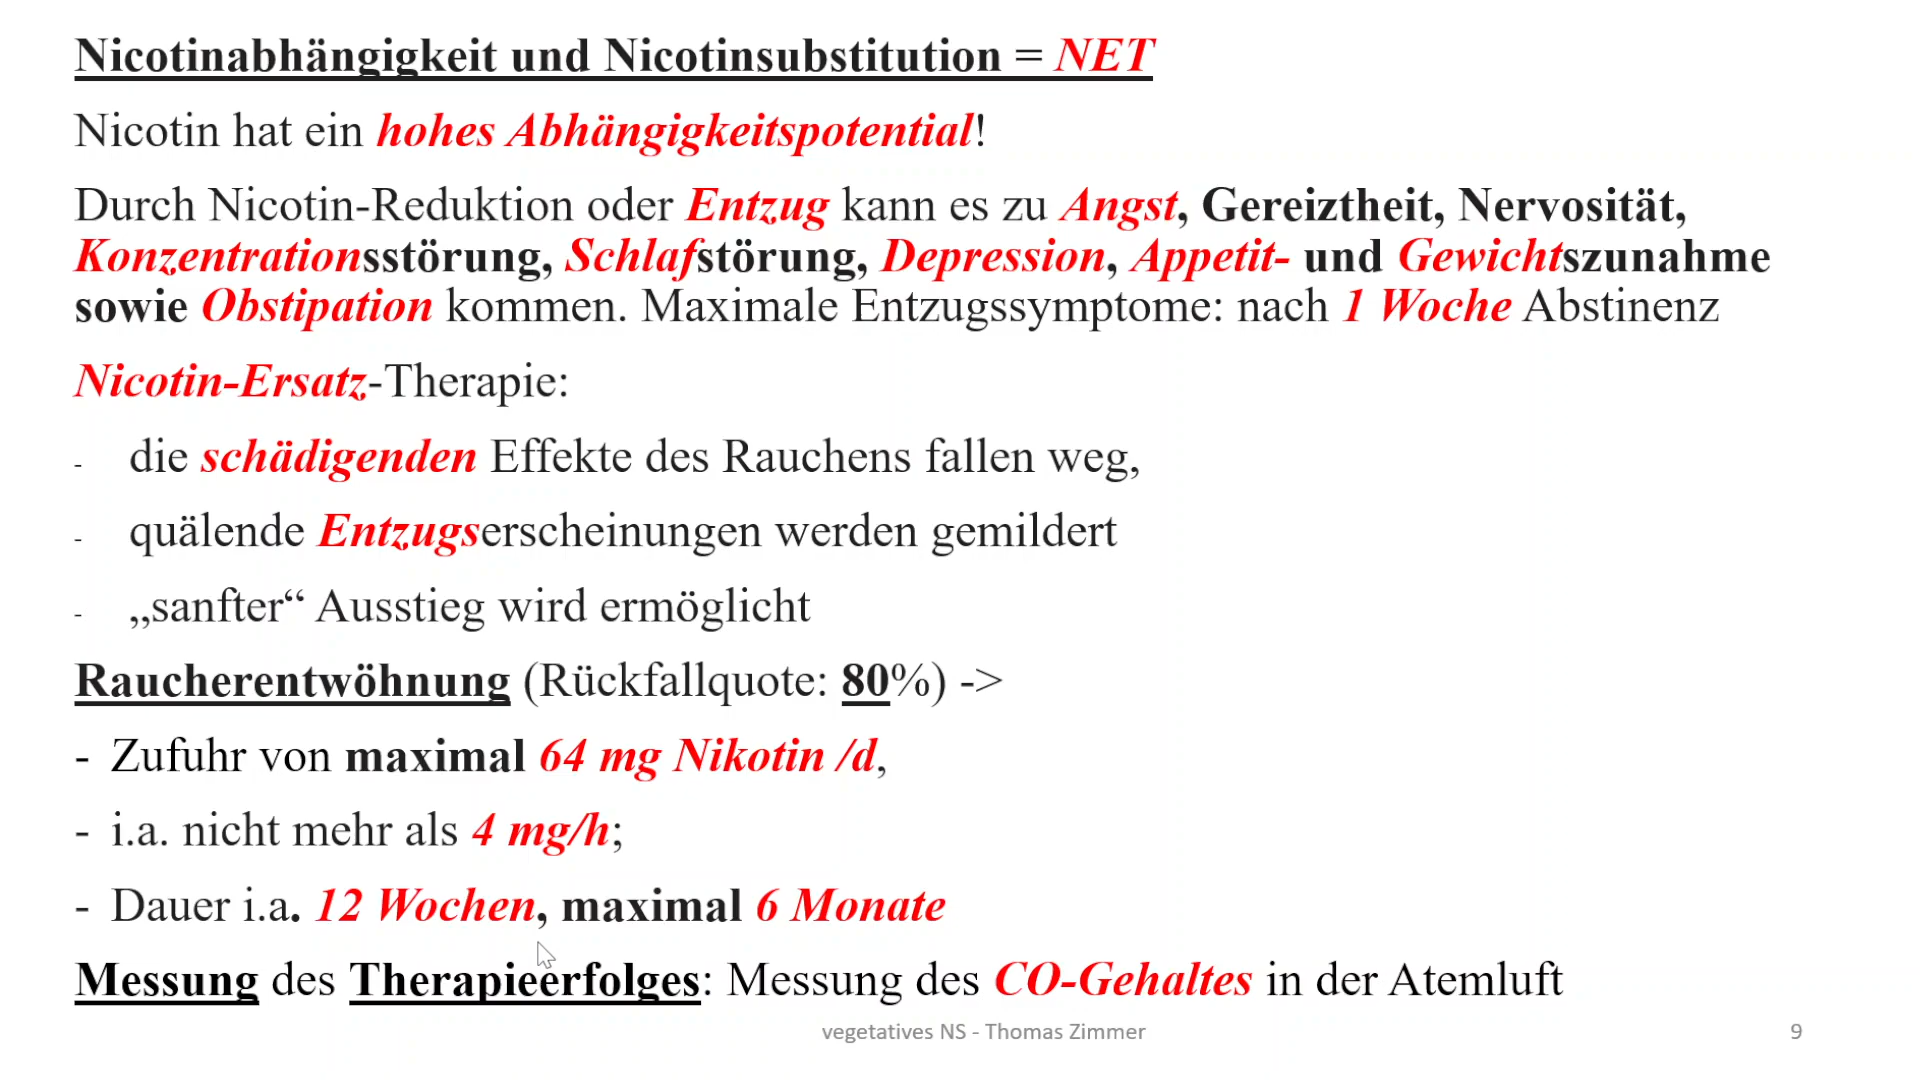 Nicotinabhängigkeit und Nicotinsubstitution = NET
Nicotin hat ein hohes Abhängigkeitspotential!
Durch Nicotin-Reduktion oder Entzug kann es zu Angst, Gereiztheit, Nervosität,
Konzentrationsstörung, Schlafstörung, Depression, Appetit- und Gewichtszunahme
sowie Obstipation kommen. Maximale Entzugssymptome: nach 1 Woche Abstinenz
Nicotin-Ersatz-Therapie:
- die schädigenden Effekte des Rauchens fallen weg,
- quälende Entzugserscheinungen werden gemildert
- „sanfter“ Ausstieg wird ermöglicht
Raucherentwöhnung (Rückfallquote: 80%) ->
- Zufuhr von maximal 64 mg Nikotin /d,
- i.a. nicht mehr als 4 mg/h;
- Dauer i.a. 12 Wochen, maximal 6 Monate
Messung des Therapieerfolges: Messung des CO-Gehaltes in der Atemluft
vegetatives NS - Thomas Zimmer
9